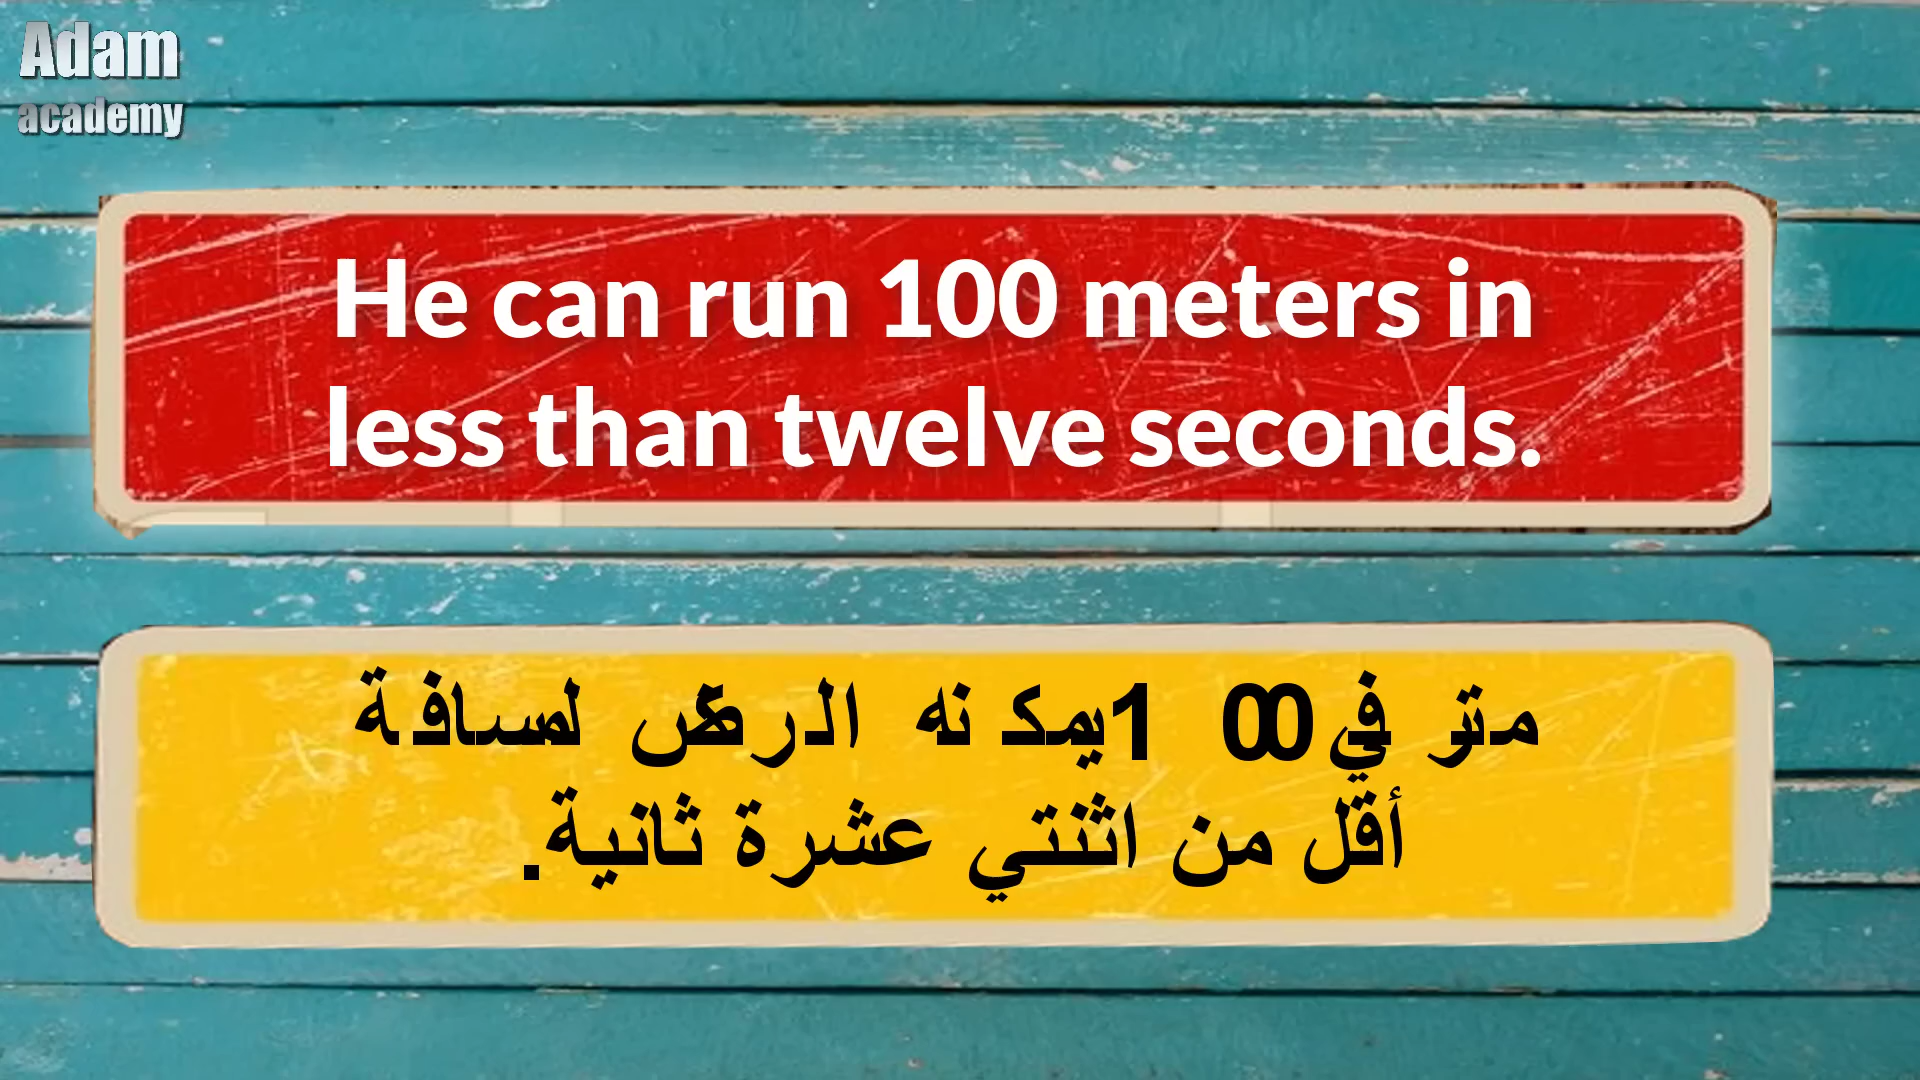 Adam
academy
He can run 100 meters in
less than twelve seconds.
يمكنه الركض لمسافة 100 متر في
أقل من اثنتي عشرة ثانية.